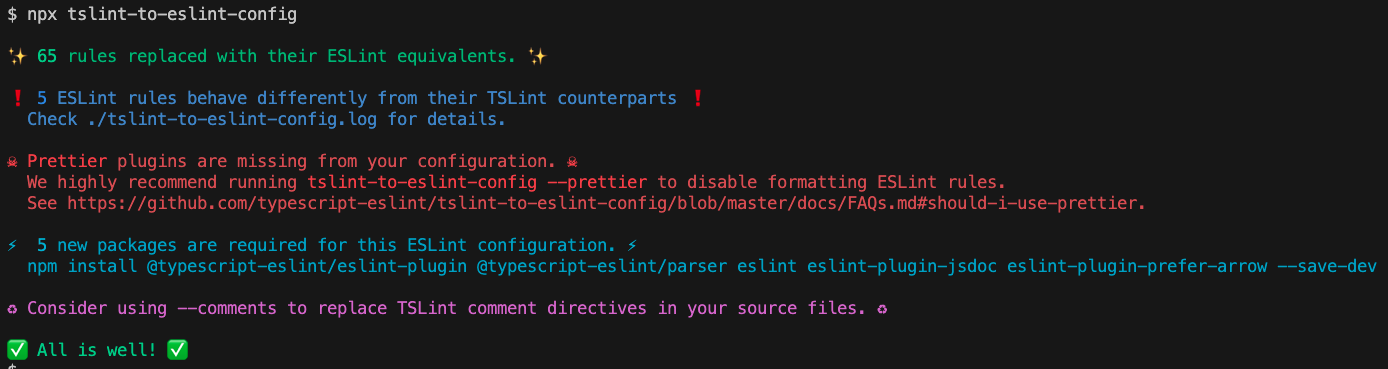 $ npx tslint-to-eslint-config
✨ 65 rules replaced with their ESLint equivalents. ✨
❗ 5 ESLint rules behave differently from their TSLint counterparts ❗
Check ./tslint-to-eslint-config.log for details.
☠ Prettier plugins are missing from your configuration. ☠
We highly recommend running tslint-to-eslint-config --prettier to disable formatting ESLint rules.
See https://github.com/typescript-eslint/tslint-to-eslint-config/blob/master/docs/FAQs.md#should-i-use-prettier.
⚡ 5 new packages are required for this ESLint configuration. ⚡
npm install @typescript-eslint/eslint-plugin @typescript-eslint/parser eslint eslint-plugin-jsdoc eslint-plugin-prefer-arrow --save-dev
♻ Consider using --comments to replace TSLint comment directives in your source files. ♻
✅ All is well! ✅
$